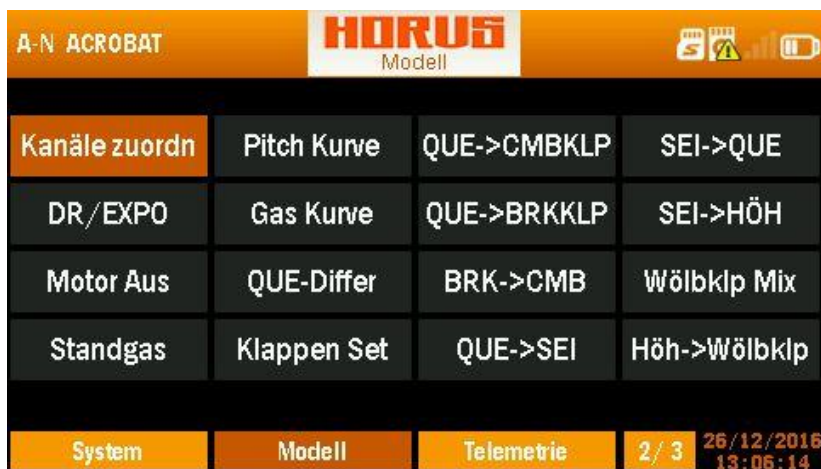 A-N ACROBAT
HORUS
Modell
Kanäle zuordn Pitch Kurve QUE->CMBKLP SEI->QUE
DR/EXPO Gas Kurve QUE->BRKKLP SEI->HÖH
Motor Aus QUE-Differ BRK->CMB Wölbklp Mix
Standgas Klappen Set QUE->SEI Höh->Wölbklp
System Modell Telemetrie 2/3 26/12/2016
13:06:14